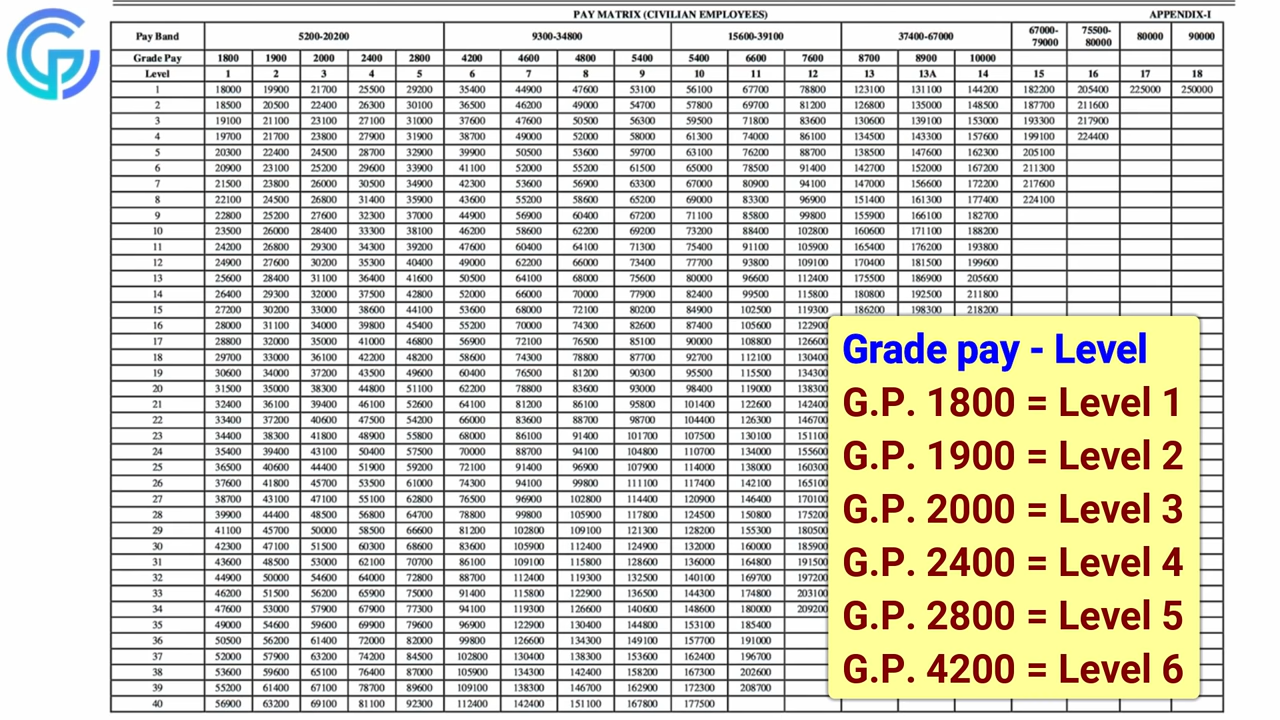 PAY MATRIX (CIVILIAN EMPLOYEES) APPENDIX-I
Pay Band 5200-20200 9300-34800 15600-39100 37400-67000 67000-79000 75500-80000 80000 90000
Grade Pay 1800 1900 2000 2400 2800 4200 4600 4800 5400 5400 6600 7600 8700 8900 10000
Level 1 2 3 4 5 6 7 8 9 10 11 12 13 13A 14 15 16 17 18
1 18000 19900 21700 25500 29200 35400 44900 47600 53100 56100 67700 78800 123100 131100 144200 182200 205400 225000 250000
2 18500 20500 22400 26300 30100 36500 46200 49000 54700 57800 69700 81200 126800 135000 148500 187700 211600
3 19100 21100 23100 27100 31000 37600 47600 50500 56300 59500 71800 83600 130600 139100 153000 193300 217900
4 19700 21700 23800 27900 31900 38700 49000 52000 58000 61300 74000 86100 134500 143300 157600 199100 224400
5 20300 22400 24500 28700 32900 39900 50500 53600 59700 63100 76200 88700 138500 147600 162300 205100
6 20900 23100 25200 29600 33900 41100 52000 55200 61500 65000 78500 91400 142700 152000 167200 211300
7 21500 23800 26000 30500 34900 42300 53600 56900 63300 67000 80900 94100 147000 156600 172200 217600
8 22100 24500 26800 31400 35900 43600 55200 58600 65200 69000 83300 96900 151400 161300 177400 224100
9 22800 25200 27600 32300 37000 44900 56900 60400 67200 71100 85800 99800 155900 166100 182700
10 23500 26000 28400 33300 38100 46200 58600 62200 69200 73200 88400 102800 160600 171100 188200
11 24200 26800 29300 34300 39200 47600 60400 64100 71300 75400 91100 105900 165400 176200 193800
12 24900 27600 30200 35300 40400 49000 62200 66000 73400 77700 93800 109100 170400 181500 199600
13 25600 28400 31100 36400 41600 50500 64100 68000 75600 80000 96600 112400 175500 186900 205600
14 26400 29300 32000 37500 42800 52000 66000 70000 77900 82400 99500 115800 180800 192500 211800
15 27200 30200 33000 38600 44100 53600 68000 72100 80200 84900 102500 119300 186200 198300 218200
16 28000 31100 34000 39800 45400 55200 70000 74300 82600 87400 105600 122900
17 28800 32000 35000 41000 46800 56900 72100 76500 85100 90000 108800 126600
18 29700 33000 36100 42200 48200 58600 74300 78800 87700 92700 112100 130400
19 30600 34000 37200 43500 49600 60400 76500 81200 90300 95500 115500 134300
20 31500 35000 38300 44800 51100 62200 78800 83600 93000 98400 119000 138300
21 32400 36100 39400 46100 52600 64100 81200 86100 95800 101400 122600 142400
22 33400 37200 40600 47500 54200 66000 83600 88700 98700 104400 126300 146700
23 34400 38300 41800 48900 55800 68000 86100 91400 101700 107500 130100 151100
24 35400 39400 43100 50400 57500 70000 88700 94100 104800 110700 134000 155600
25 36500 40600 44400 51900 59200 72100 91400 96900 107900 114000 138000 160300
26 37600 41800 45700 53500 61000 74300 94100 99800 111100 117400 142100 165100
27 38700 43100 47100 55100 62800 76500 96900 102800 114400 120900 146400 170100
28 39900 44400 48500 56800 64700 78800 99800 105900 117800 124500 150800 175200
29 41100 45700 50000 58500 66600 81200 102800 109100 121300 128200 155300 180500
30 42300 47100 51500 60300 68600 83600 105900 112400 124900 132000 160000 185900
31 43600 48500 53000 62100 70700 86100 109100 115800 128600 136000 164800 191500
32 44900 50000 54600 64000 72800 88700 112400 119300 132500 140100 169700 197200
33 46200 51500 56200 65900 75000 91400 115800 122900 136500 144300 174800 203100
34 47600 53000 57900 67900 77300 94100 119300 126600 140600 148600 180000 209200
35 49000 54600 59600 69900 79600 96900 122900 130400 144800 153100 185400
36 50500 56200 61400 72000 82000 99800 126600 134300 149100 157700 191000
37 52000 57900 63200 74200 84500 102800 130400 138300 153600 162400 196700
38 53600 59600 65100 76400 87000 105900 134300 142400 158200 167300 202600
39 55200 61400 67100 78700 89600 109100 138300 146700 162900 172300 208700
40 56900 63200 69100 81100 92300 112400 142400 151100 167800 177500
Grade pay - Level
G.P. 1800 = Level 1
G.P. 1900 = Level 2
G.P. 2000 = Level 3
G.P. 2400 = Level 4
G.P. 2800 = Level 5
G.P. 4200 = Level 6